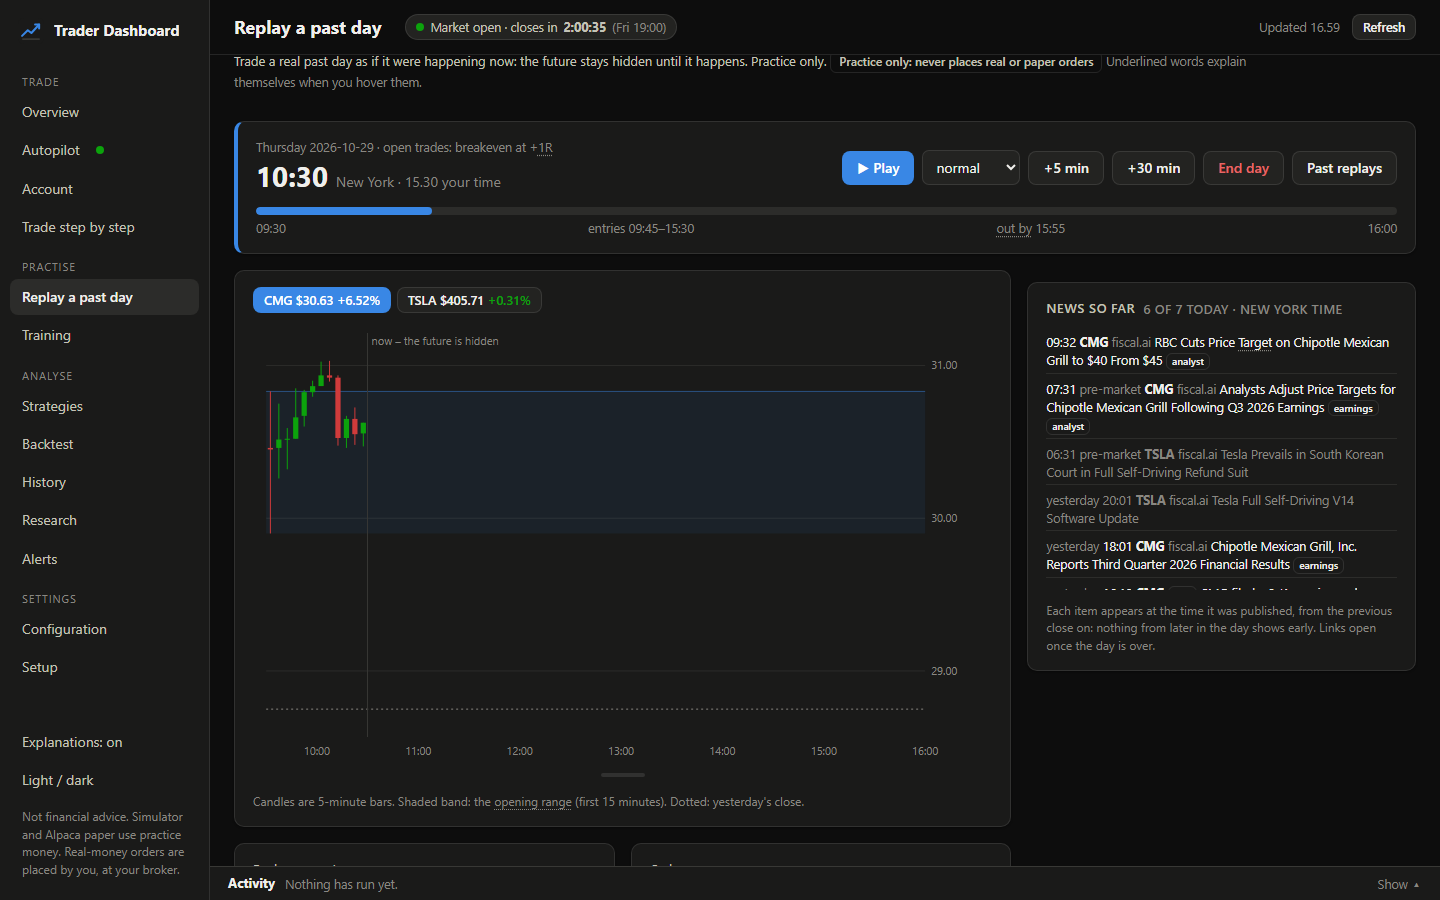 Trader Dashboard
TRADE
Overview
Autopilot
Account
Trade step by step
PRACTISE
Replay a past day
Training
ANALYSE
Strategies
Backtest
History
Research
Alerts
SETTINGS
Configuration
Setup
Explanations: on
Light / dark
Not financial advice. Simulator
and Alpaca paper use practice
money. Real-money orders are
placed by you, at your broker.
Replay a past day
Market open · closes in 2:00:35 (Fri 19:00)
Updated 16.59
Refresh
Trade a real past day as if it were happening now: the future stays hidden until it happens. Practice only. Practice only: never places real or paper orders Underlined words explain
themselves when you hover them.
Thursday 2026-10-29 · open trades: breakeven at +1R
10:30 New York · 15.30 your time
▶ Play
normal
+5 min
+30 min
End day
Past replays
09:30
entries 09:45–15:30
out by 15:55
16:00
CMG $30.63 +6.52%
TSLA $405.71 +0.31%
now – the future is hidden
31.00
30.00
29.00
10:00
11:00
12:00
13:00
14:00
15:00
16:00
Candles are 5-minute bars. Shaded band: the opening range (first 15 minutes). Dotted: yesterday's close.
NEWS SO FAR 6 OF 7 TODAY · NEW YORK TIME
09:32 CMG fiscal.ai RBC Cuts Price Target on Chipotle Mexican
Grill to $40 From $45 analyst
07:31 pre-market CMG fiscal.ai Analysts Adjust Price Targets for
Chipotle Mexican Grill Following Q3 2026 Earnings earnings
analyst
06:31 pre-market TSLA fiscal.ai Tesla Prevails in South Korean
Court in Full Self-Driving Refund Suit
yesterday 20:01 TSLA fiscal.ai Tesla Full Self-Driving V14
Software Update
yesterday 18:01 CMG fiscal.ai Chipotle Mexican Grill, Inc.
Reports Third Quarter 2026 Financial Results earnings
Each item appears at the time it was published, from the previous
close on: nothing from later in the day shows early. Links open
once the day is over.
Activity Nothing has run yet.
Show ▲